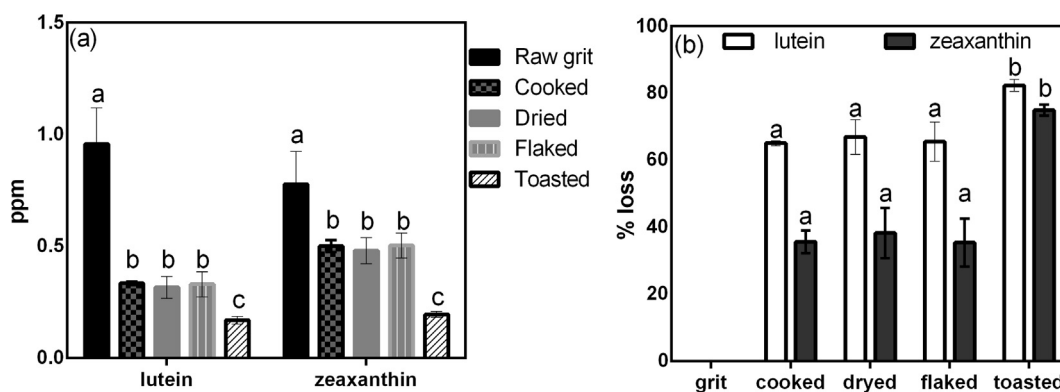 (a)
ppm
1.5
1.0
0.5
0.0
a
b
b
b
c
a
b
b
b
c
lutein zeaxanthin
Raw grit
Cooked
Dried
Flaked
Toasted
(b)
lutein zeaxanthin
% loss
100
80
60
40
20
0
a
a
a
a
a
a
b
b
grit cooked dryed flaked toasted